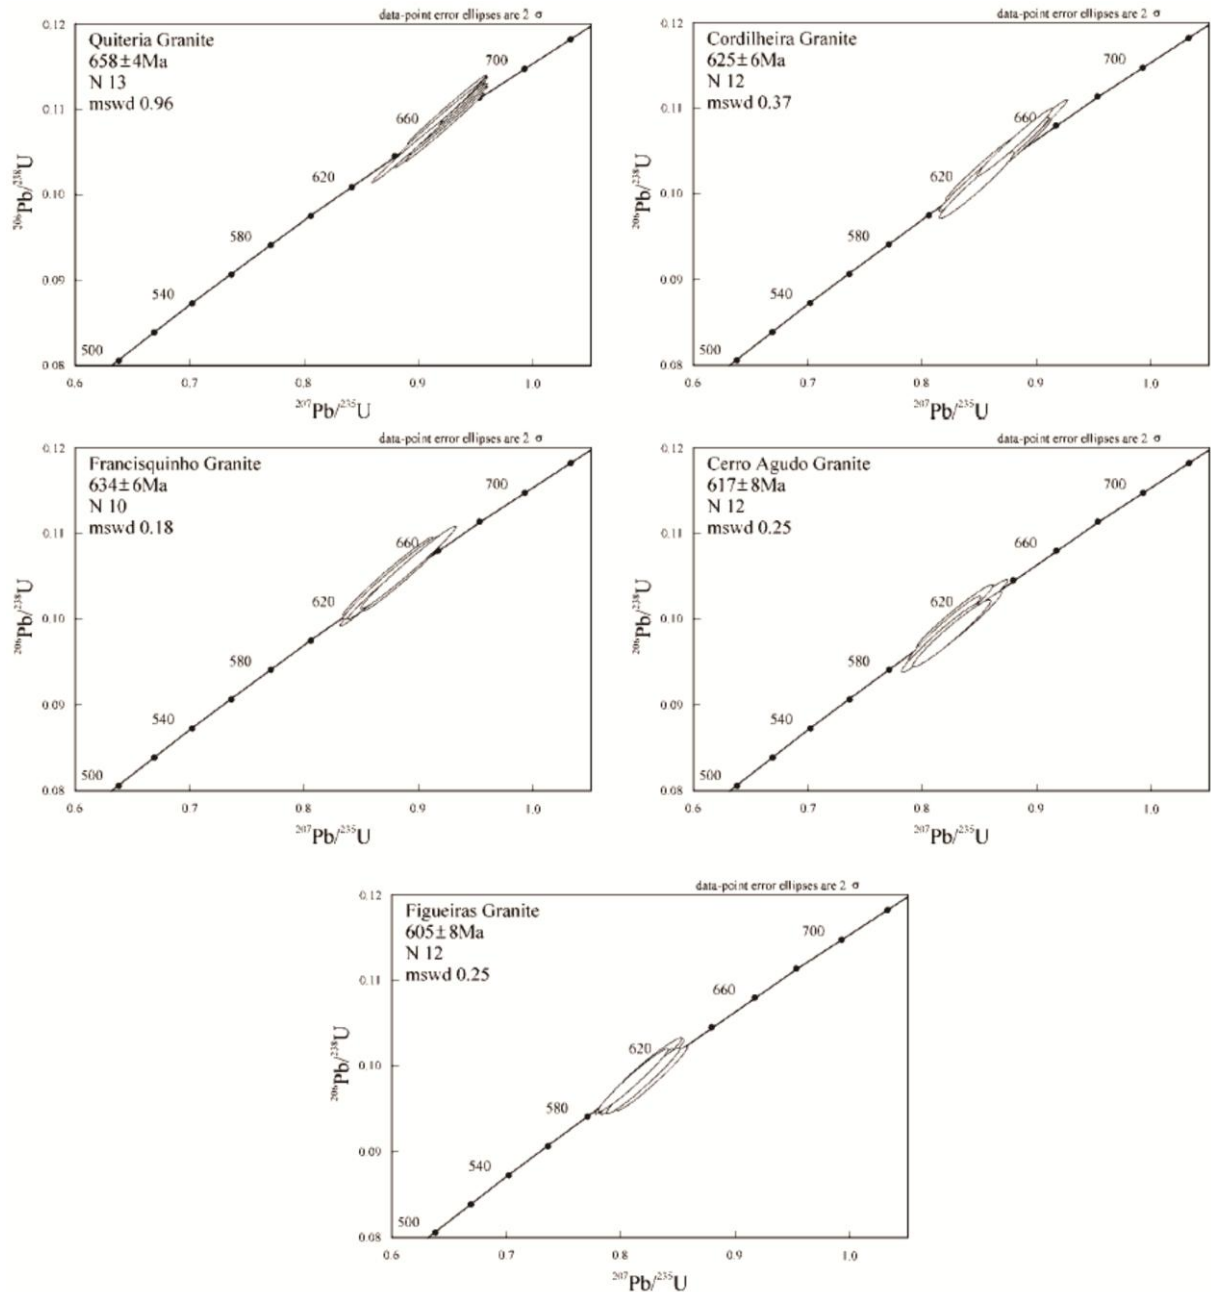 data-point error ellipses are 2 σ
Quiteria Granite
658±4Ma
N 13
mswd 0.96
0.12
0.11
0.10
0.09
0.08
700
660
620
580
540
500
0.6 0.7 0.8 0.9 1.0
²⁰⁶Pb/²³⁸U
²⁰⁷Pb/²³⁵U
data-point error ellipses are 2 σ
Cordilheira Granite
625±6Ma
N 12
mswd 0.37
0.12
0.11
0.10
0.09
0.08
700
660
620
580
540
500
0.6 0.7 0.8 0.9 1.0
²⁰⁶Pb/²³⁸U
²⁰⁷Pb/²³⁵U
data-point error ellipses are 2 σ
Francisquinho Granite
634±6Ma
N 10
mswd 0.18
0.12
0.11
0.10
0.09
0.08
700
660
620
580
540
500
0.6 0.7 0.8 0.9 1.0
²⁰⁶Pb/²³⁸U
²⁰⁷Pb/²³⁵U
data-point error ellipses are 2 σ
Cerro Agudo Granite
617±8Ma
N 12
mswd 0.25
0.12
0.11
0.10
0.09
0.08
700
660
620
580
540
500
0.6 0.7 0.8 0.9 1.0
²⁰⁶Pb/²³⁸U
²⁰⁷Pb/²³⁵U
data-point error ellipses are 2 σ
Figueiras Granite
605±8Ma
N 12
mswd 0.25
0.12
0.11
0.10
0.09
0.08
700
660
620
580
540
500
0.6 0.7 0.8 0.9 1.0
²⁰⁶Pb/²³⁸U
²⁰⁷Pb/²³⁵U